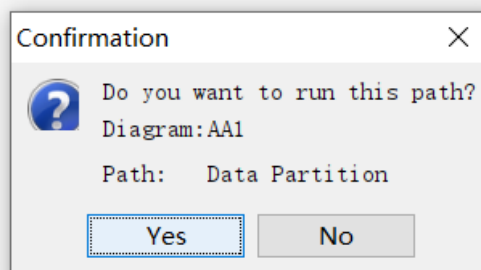 Confirmation
Do you want to run this path?
Diagram:AA1
Path: Data Partition
Yes No